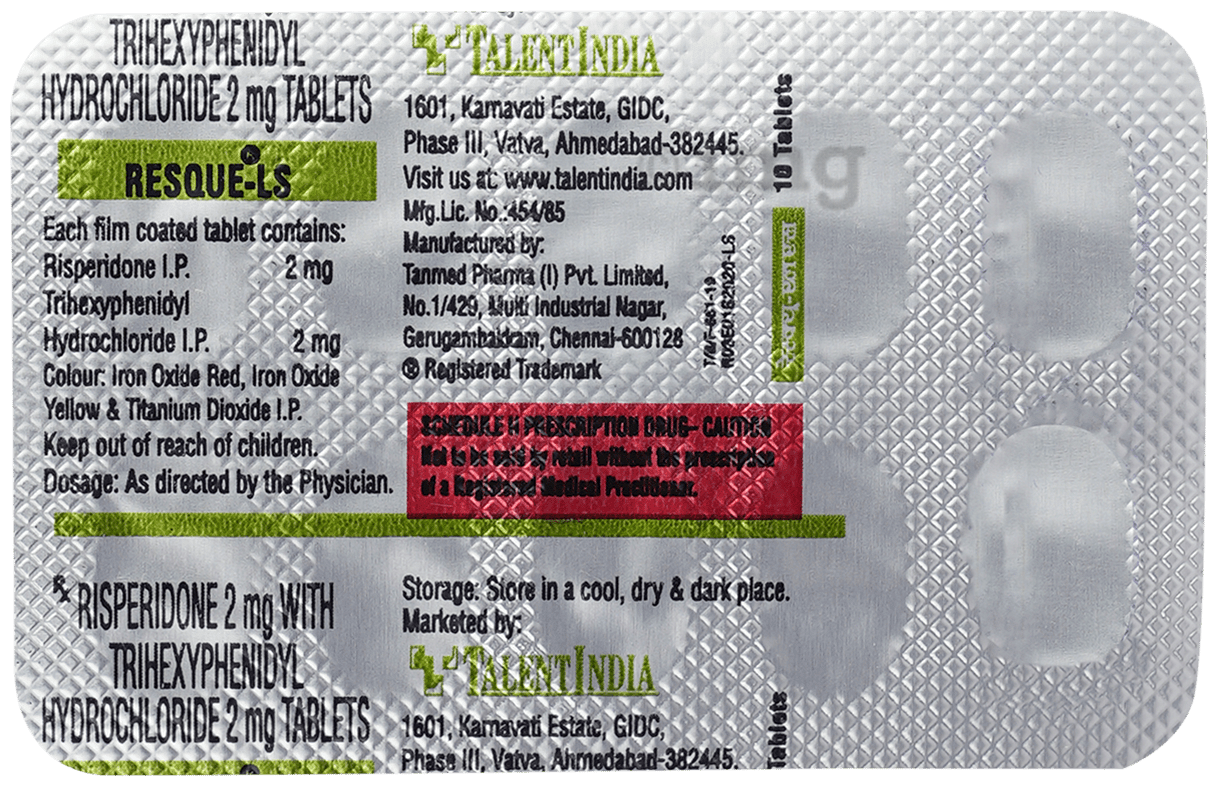 TRIHEXYPHENIDYL
HYDROCHLORIDE 2 mg TABLETS
RESQUE®-LS
Each film coated tablet contains:
Risperidone I.P. 2 mg
Trihexyphenidyl
Hydrochloride I.P. 2 mg
Colour: Iron Oxide Red, Iron Oxide
Yellow & Titanium Dioxide I.P.
Keep out of reach of children.
Dosage: As directed by the Physician.
℞ RISPERIDONE 2 mg WITH
TRIHEXYPHENIDYL
HYDROCHLORIDE 2 mg TABLETS
TALENTINDIA
1601, Karnavati Estate, GIDC,
Phase III, Vatva, Ahmedabad-382445.
Visit us at: www.talentindia.com
Mfg.Lic. No.:454/85
Manufactured by:
Tanmed Pharma (I) Pvt. Limited,
No.1/429, Multi Industrial Nagar,
Gerugambakkam, Chennai-600128
® Registered Trademark
SCHEDULE H PRESCRIPTION DRUG- CAUTION
Not to be sold by retail without the prescription
of a Registered Medical Practitioner.
Storage: Store in a cool, dry & dark place.
Marketed by:
TALENTINDIA
1601, Karnavati Estate, GIDC,
Phase III, Vatva, Ahmedabad-382445.
10 Tablets
Tablets
mg